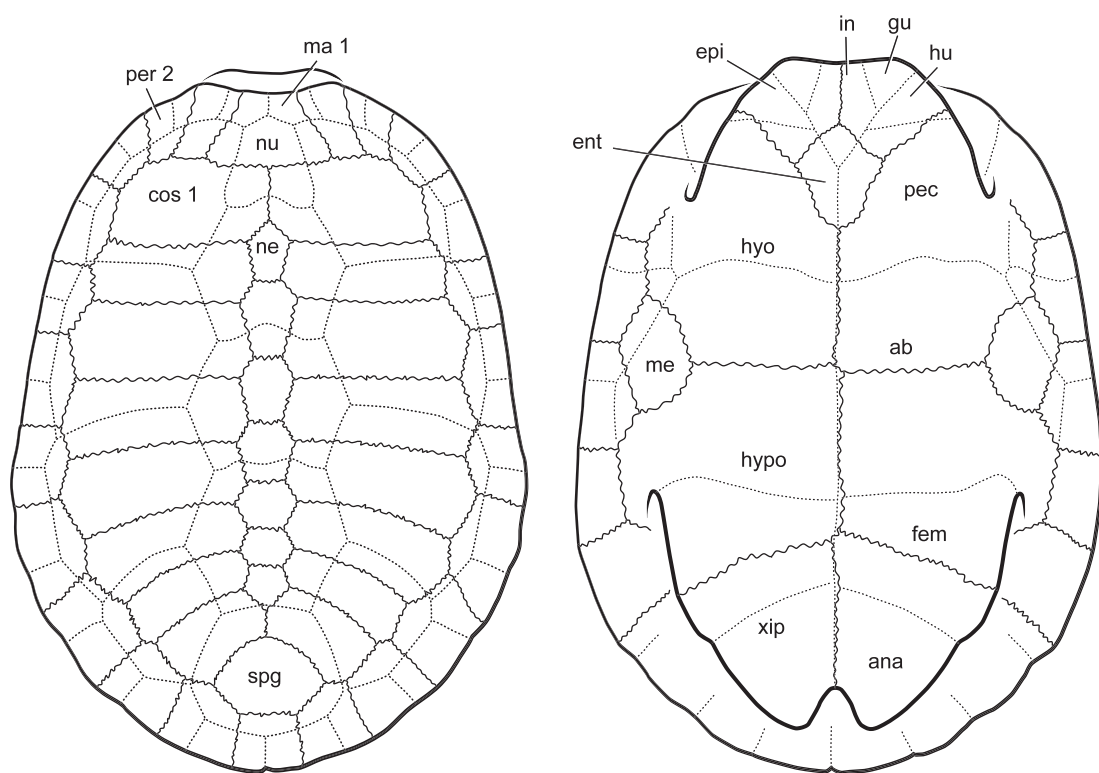 ma 1
per 2
nu
cos 1
ne
spg
in
gu
epi
hu
ent
pec
hyo
ab
me
hypo
fem
xip
ana